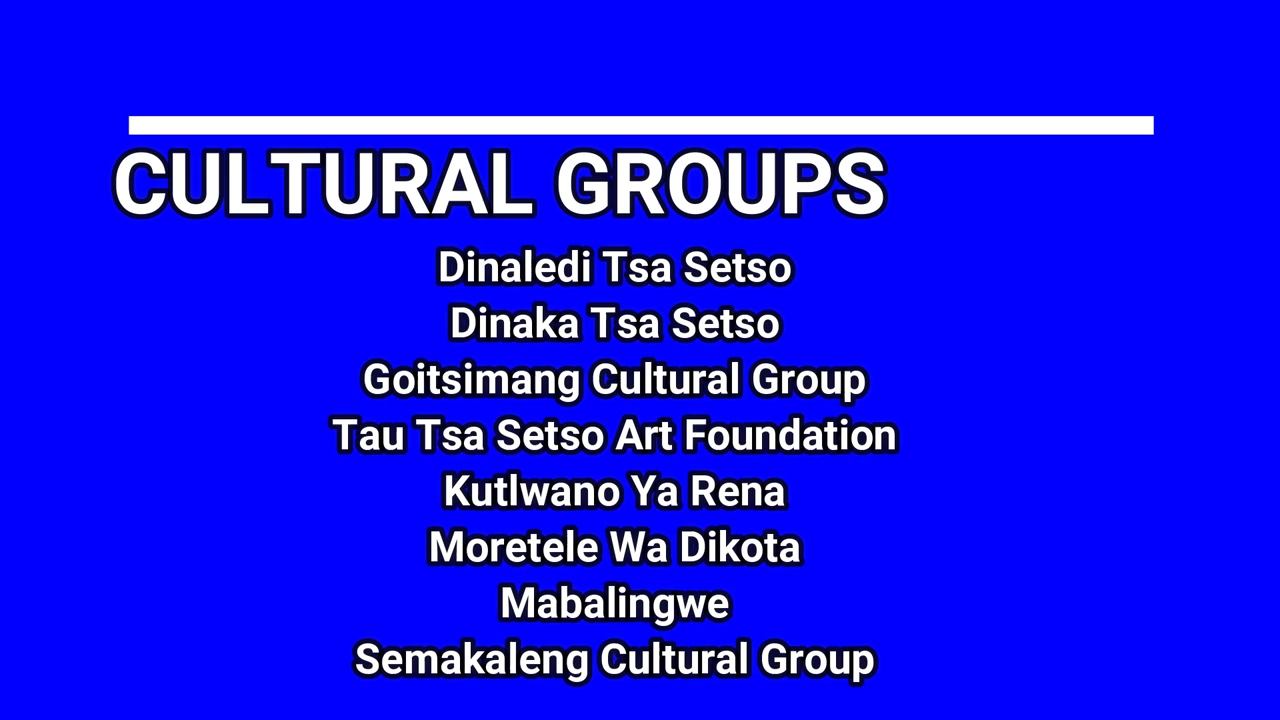 CULTURAL GROUPS
Dinaledi Tsa Setso
Dinaka Tsa Setso
Goitsimang Cultural Group
Tau Tsa Setso Art Foundation
Kutlwano Ya Rena
Moretele Wa Dikota
Mabalingwe
Semakaleng Cultural Group